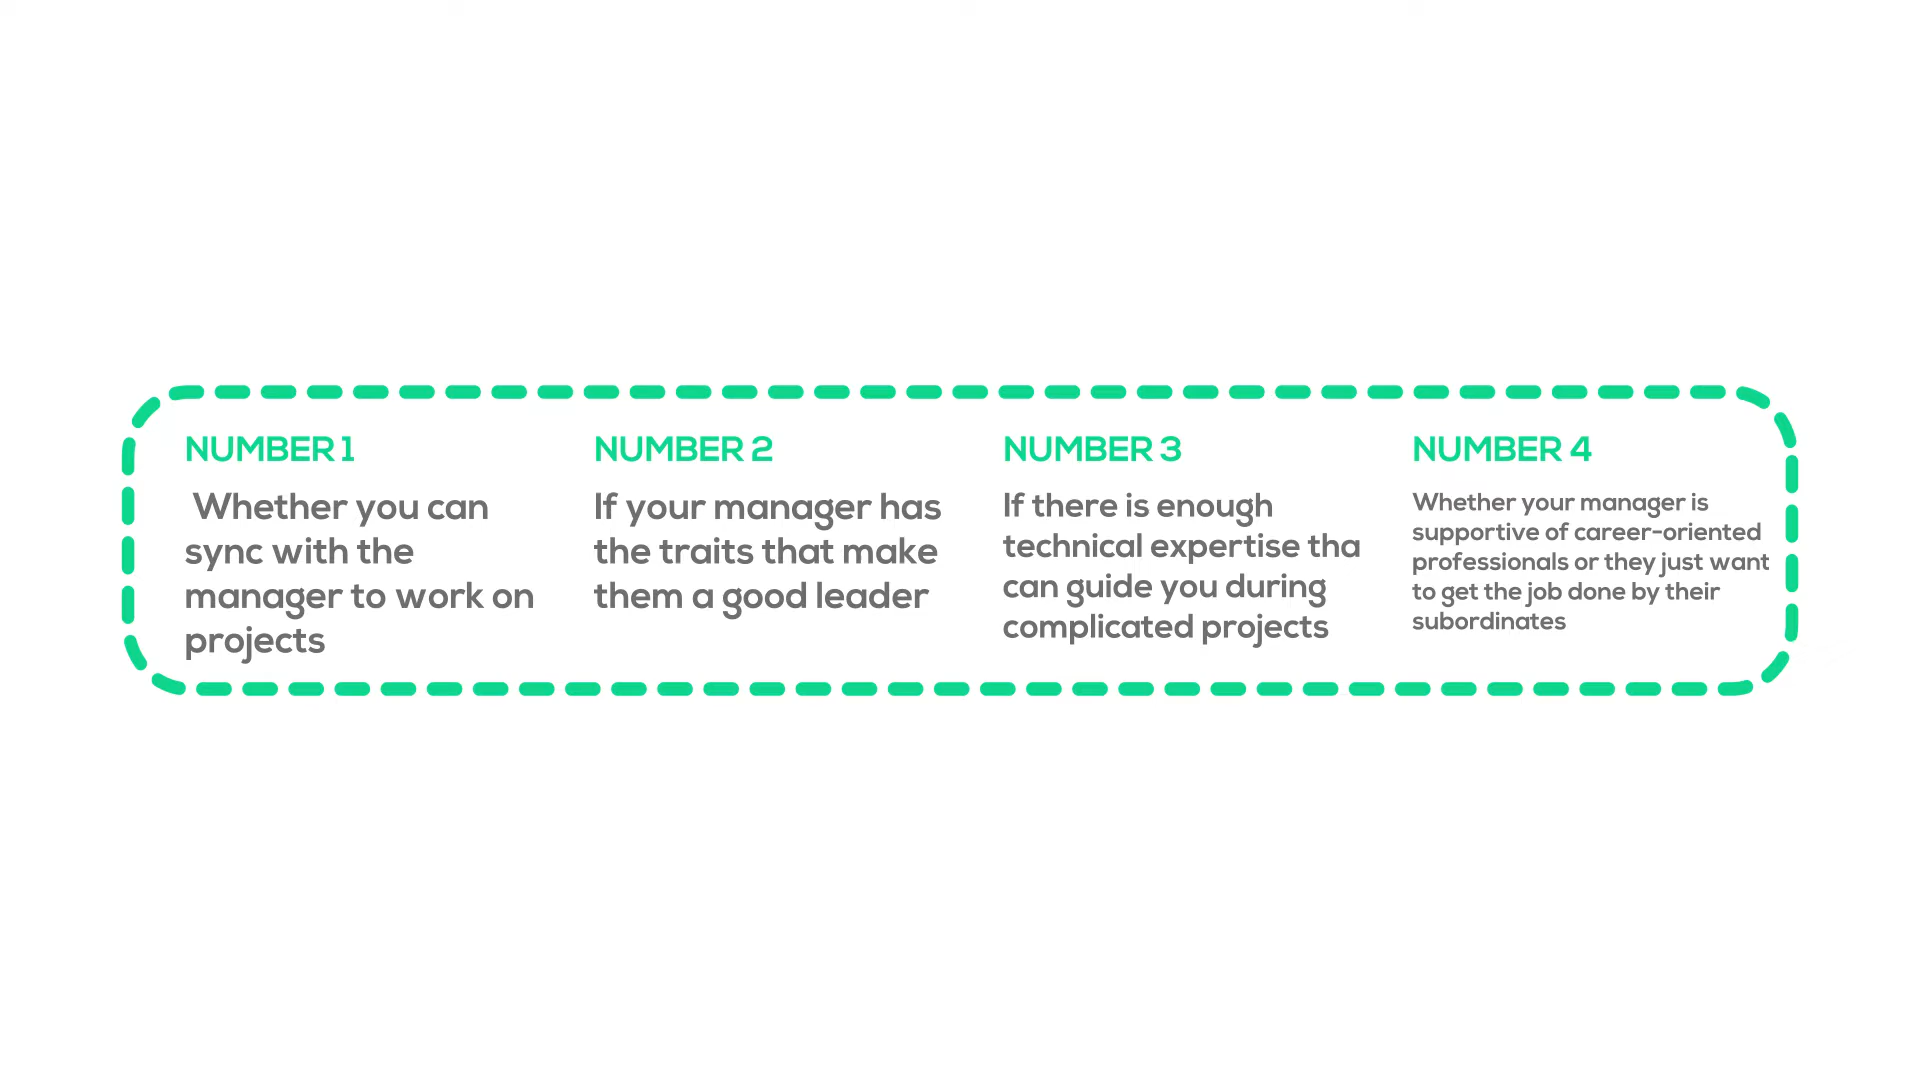 NUMBER 1
Whether you can
sync with the
manager to work on
projects
NUMBER 2
If your manager has
the traits that make
them a good leader
NUMBER 3
If there is enough
technical expertise tha
can guide you during
complicated projects
NUMBER 4
Whether your manager is
supportive of career-oriented
professionals or they just want
to get the job done by their
subordinates